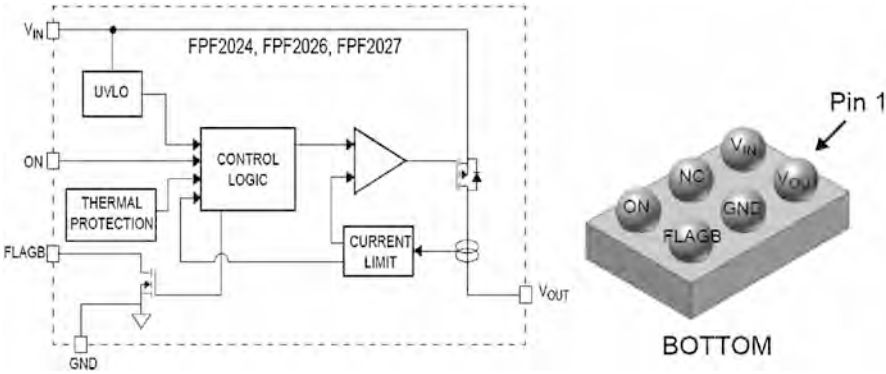 VIN
FPF2024, FPF2026, FPF2027
UVLO
ON
CONTROL
LOGIC
THERMAL
PROTECTION
CURRENT
LIMIT
FLAGB
VOUT
GND
Pin 1
VIN
NC
VOUT
ON
GND
FLAGB
BOTTOM